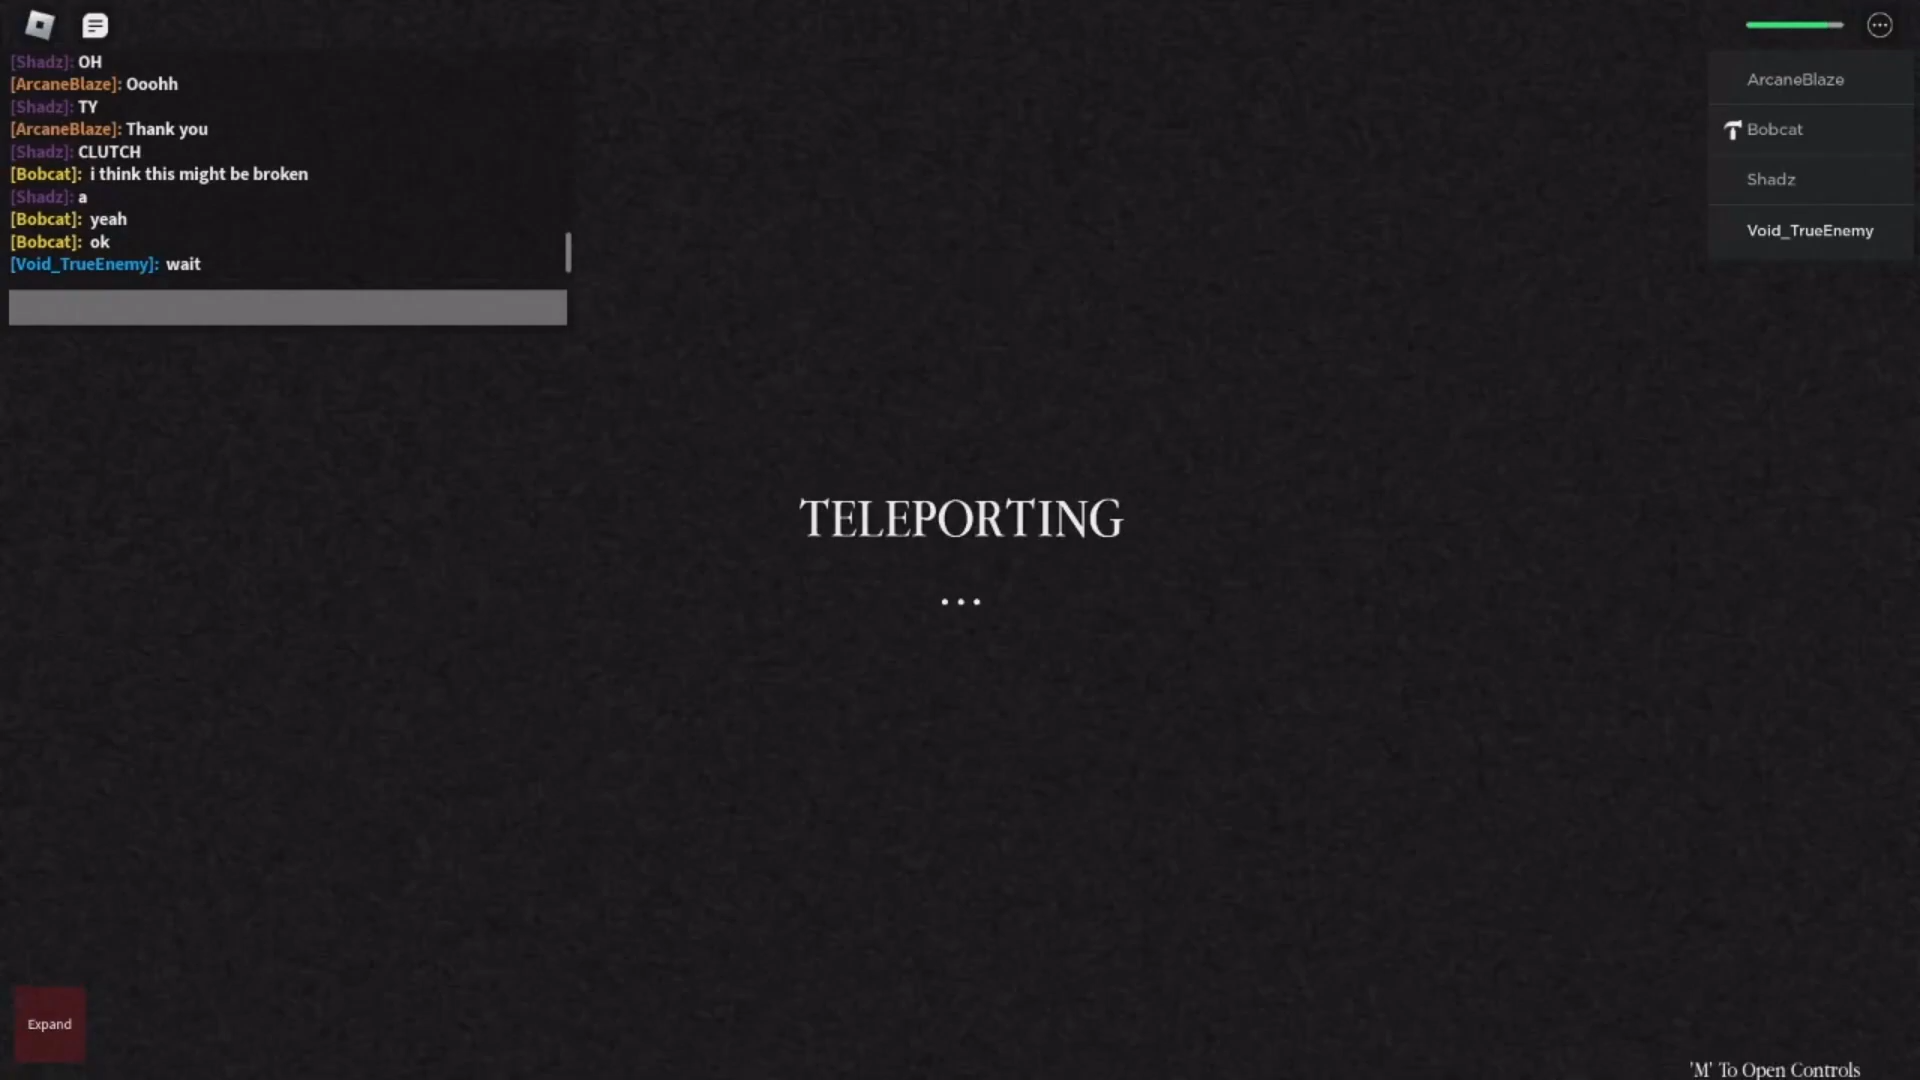 [Shadz]: OH
[ArcaneBlaze]: Ooohh
[Shadz]: TY
[ArcaneBlaze]: Thank you
[Shadz]: CLUTCH
[Bobcat]: i think this might be broken
[Shadz]: a
[Bobcat]: yeah
[Bobcat]: ok
[Void_TrueEnemy]: wait
ArcaneBlaze
Bobcat
Shadz
Void_TrueEnemy
TELEPORTING
...
Expand
'M' To Open Controls